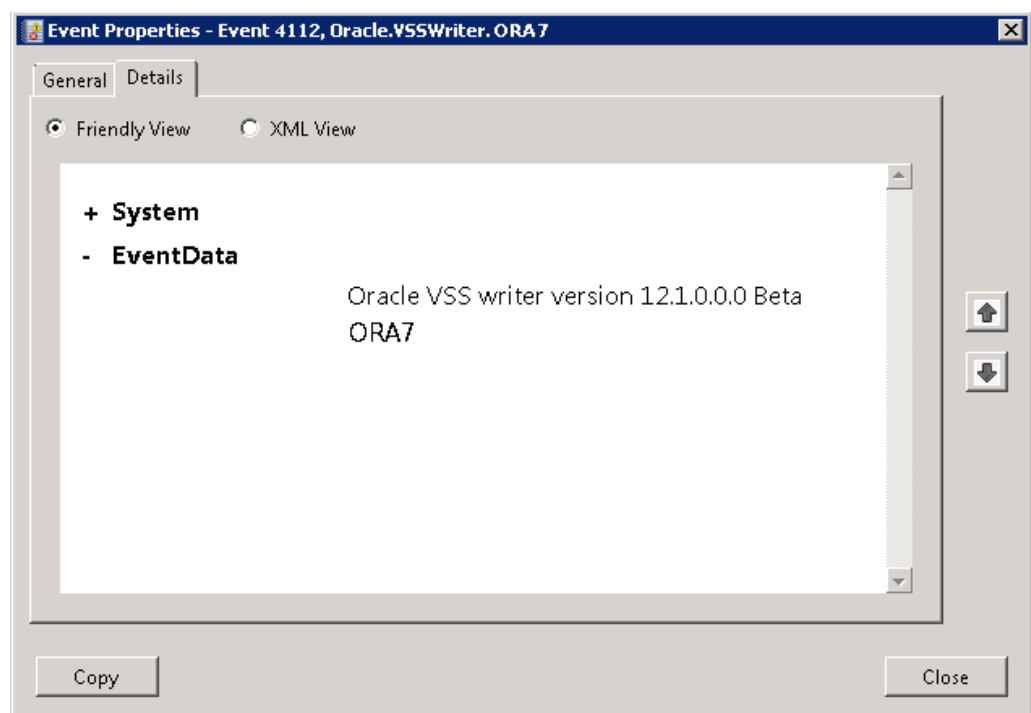 Event Properties - Event 4112, Oracle.VSSWriter. ORA7
General Details
Friendly View XML View
+ System
- EventData
Oracle VSS writer version 12.1.0.0.0 Beta
ORA7
Copy Close